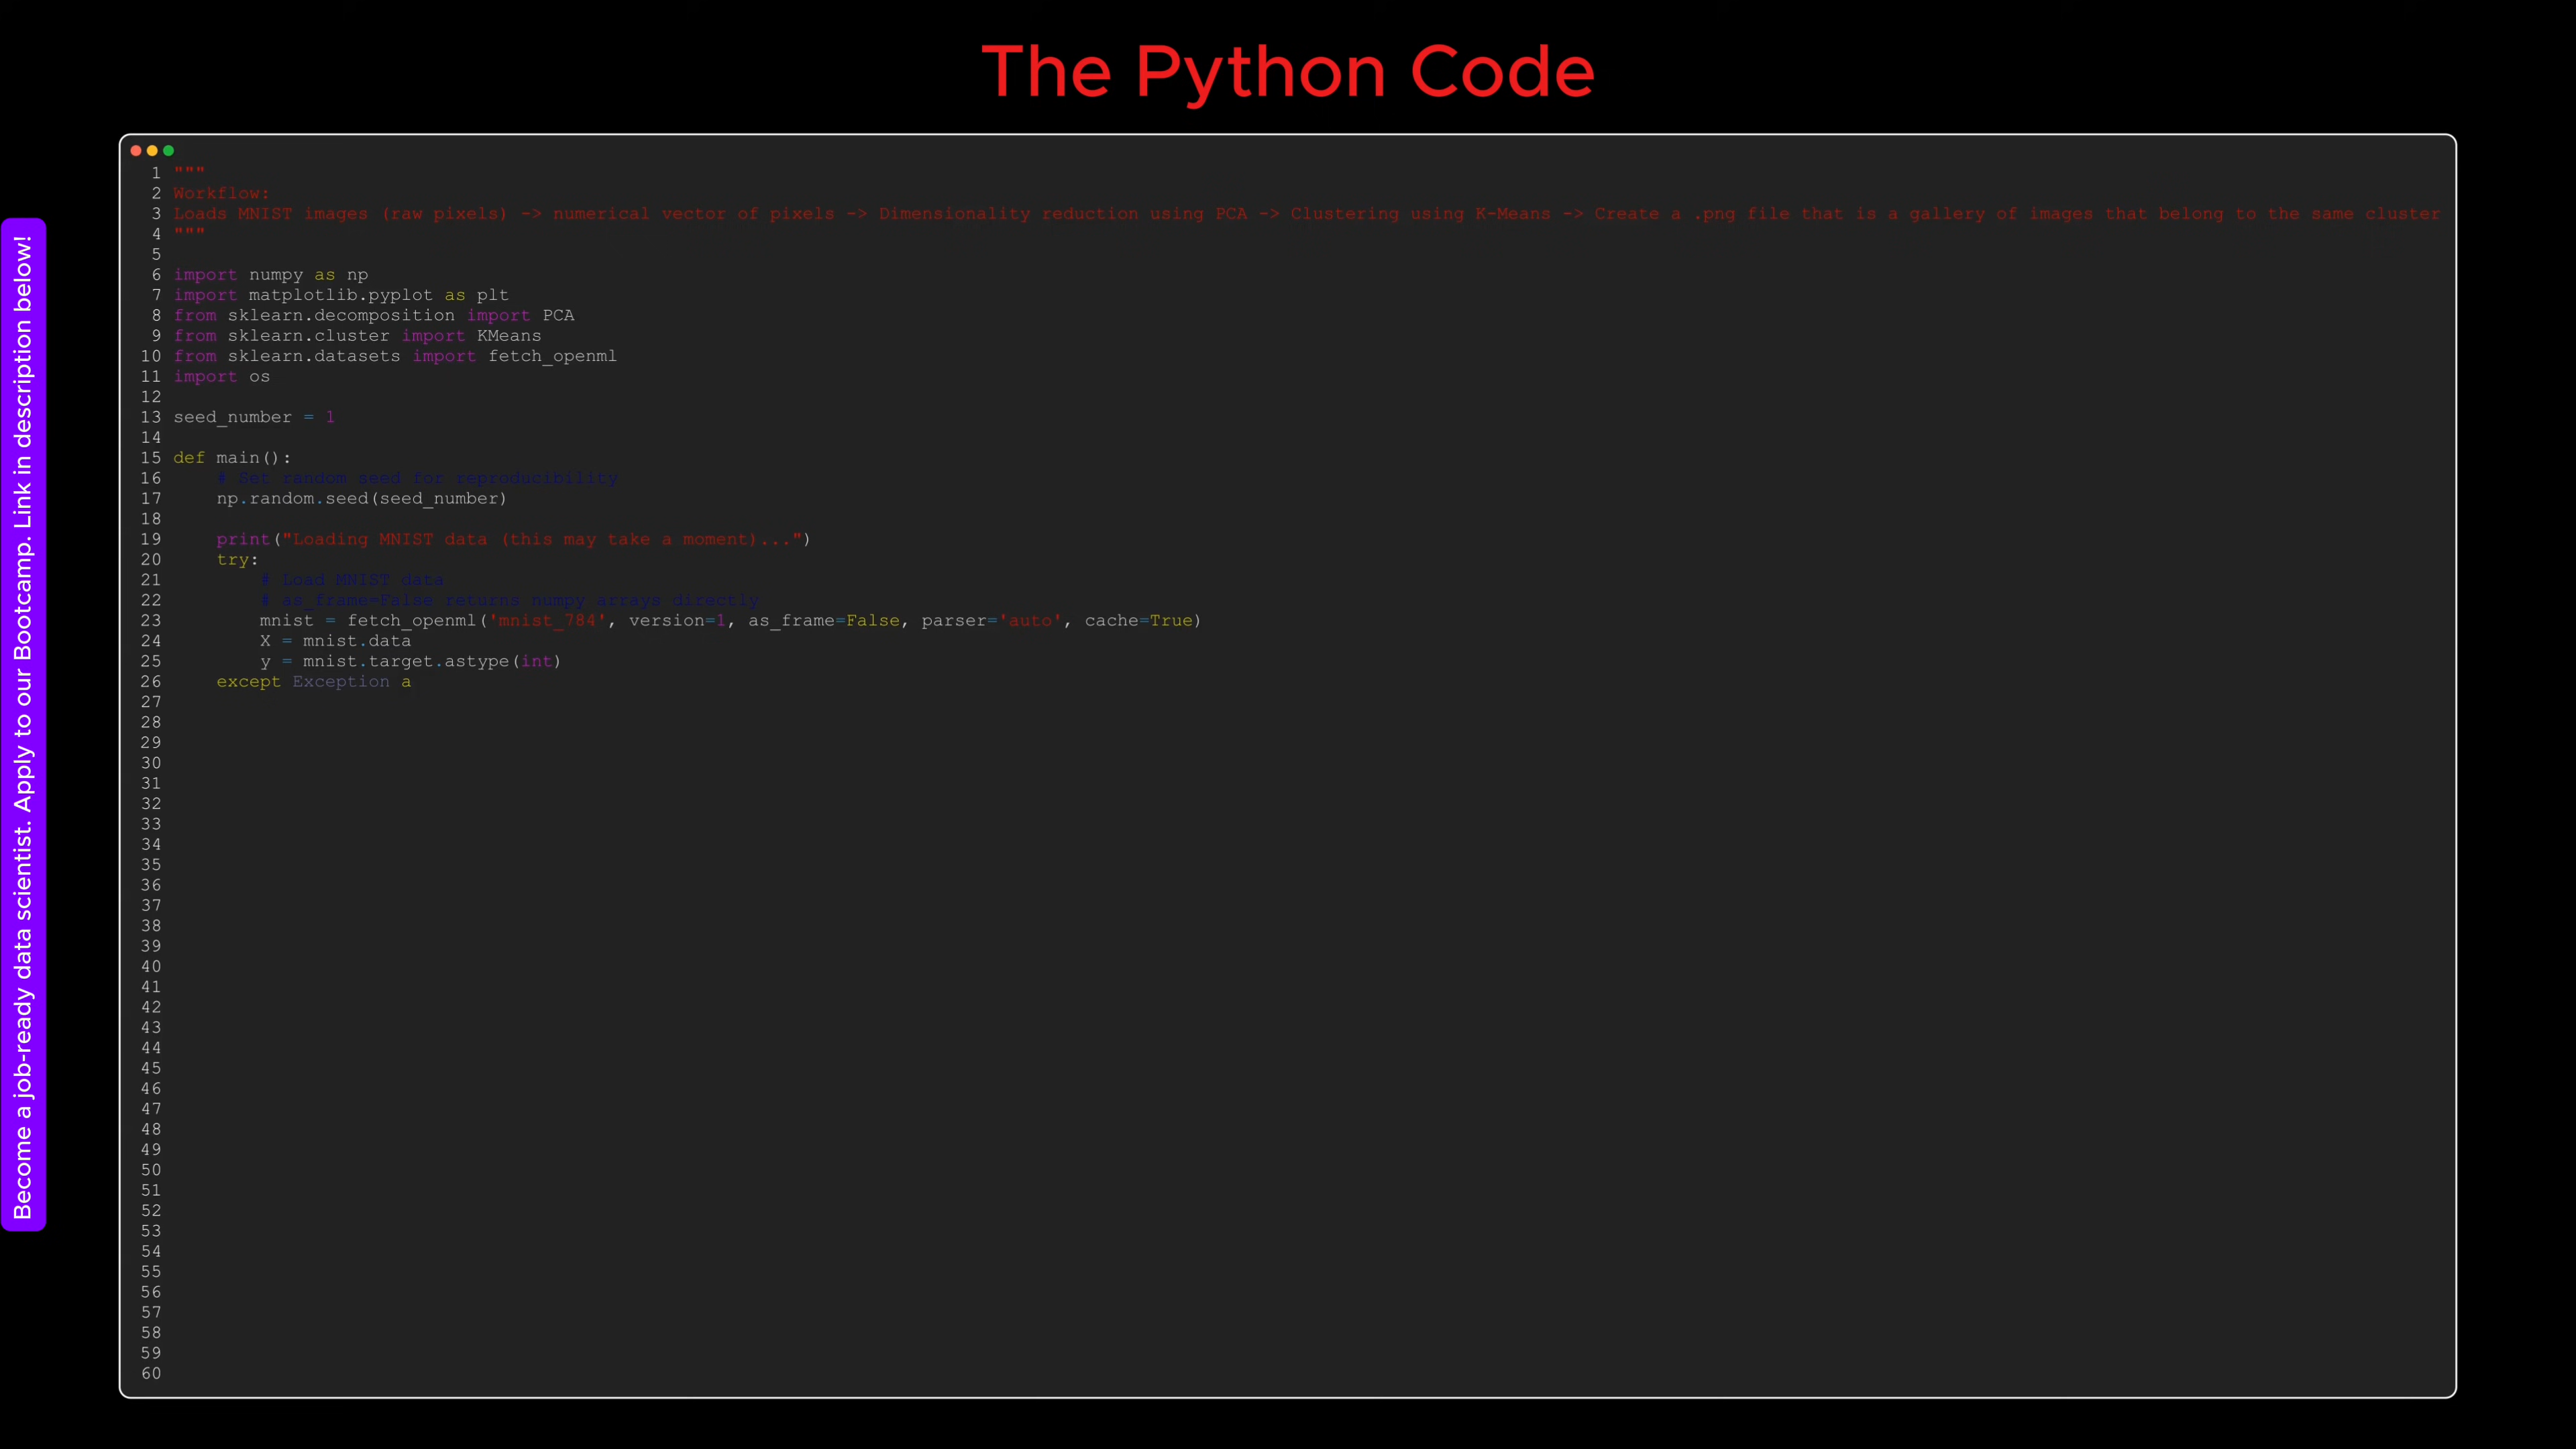 The Python Code
Become a job-ready data scientist. Apply to our Bootcamp. Link in description below!
1 """
2 Workflow:
3 Loads MNIST images (raw pixels) -> numerical vector of pixels -> Dimensionality reduction using PCA -> Clustering using K-Means -> Create a .png file that is a gallery of images that belong to the same cluster
4 """
5
6 import numpy as np
7 import matplotlib.pyplot as plt
8 from sklearn.decomposition import PCA
9 from sklearn.cluster import KMeans
10 from sklearn.datasets import fetch_openml
11 import os
12
13 seed_number = 1
14
15 def main():
16     # Set random seed for reproducibility
17     np.random.seed(seed_number)
18
19     print("Loading MNIST data (this may take a moment)...")
20     try:
21         # Load MNIST data
22         # as_frame=False returns numpy arrays directly
23         mnist = fetch_openml('mnist_784', version=1, as_frame=False, parser='auto', cache=True)
24         X = mnist.data
25         y = mnist.target.astype(int)
26     except Exception a
27
28
29
30
31
32
33
34
35
36
37
38
39
40
41
42
43
44
45
46
47
48
49
50
51
52
53
54
55
56
57
58
59
60